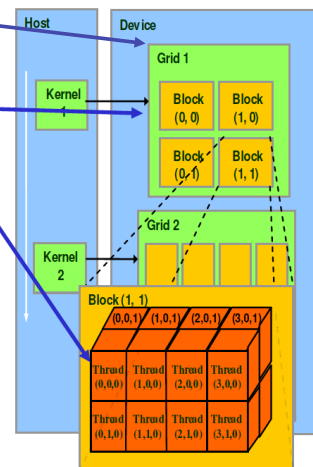 Host
Device
Grid 1
Kernel
1
Block
(0, 0)
Block
(1, 0)
Block
(0, 1)
Block
(1, 1)
Grid 2
Kernel
2
Block (1, 1)
(0,0,1) (1,0,1) (2,0,1) (3,0,1)
Thread
(0,0,0)
Thread
(1,0,0)
Thread
(2,0,0)
Thread
(3,0,0)
Thread
(0,1,0)
Thread
(1,1,0)
Thread
(2,1,0)
Thread
(3,1,0)